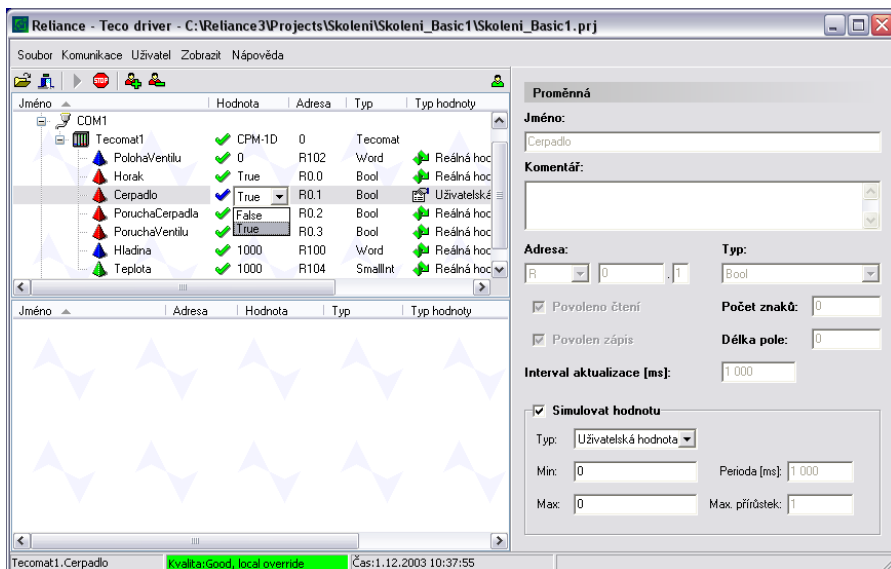 Reliance - Teco driver - C:\Reliance3\Projects\Skoleni_Basic1\Skoleni_Basic1.prj
Soubor Komunikace Uživatel Zobrazit Nápověda
STOP
Jméno Hodnota Adresa Typ Typ hodnoty
COM1
Tecomat1 CPM-1D 0 Tecomat
PolohaVentilu 0 R102 Word Reálná hod
Horak True R0.0 Bool Reálná hoc
Cerpadlo True R0.1 Bool Uživatelská
PoruchaCerpadla False R0.2 Bool Reálná hoc
PoruchaVentilu True R0.3 Bool Reálná hoc
Hladina 1000 R100 Word Reálná hoc
Teplota 1000 R104 SmallInt Reálná hoc
Jméno Adresa Hodnota Typ Typ hodnoty
Proměnná
Jméno:
Cerpadlo
Komentář:
Adresa: Typ:
R 0 . 1 Bool
Povoleno čtení Počet znaků: 0
Povolen zápis Délka pole: 0
Interval aktualizace [ms]: 1 000
Simulovat hodnotu
Typ: Uživatelská hodnota
Min: 0 Perioda [ms]: 1 000
Max: 0 Max. přírůstek: 1
Tecomat1.Cerpadlo Kvalita:Good, local override Čas:1.12.2003 10:37:55